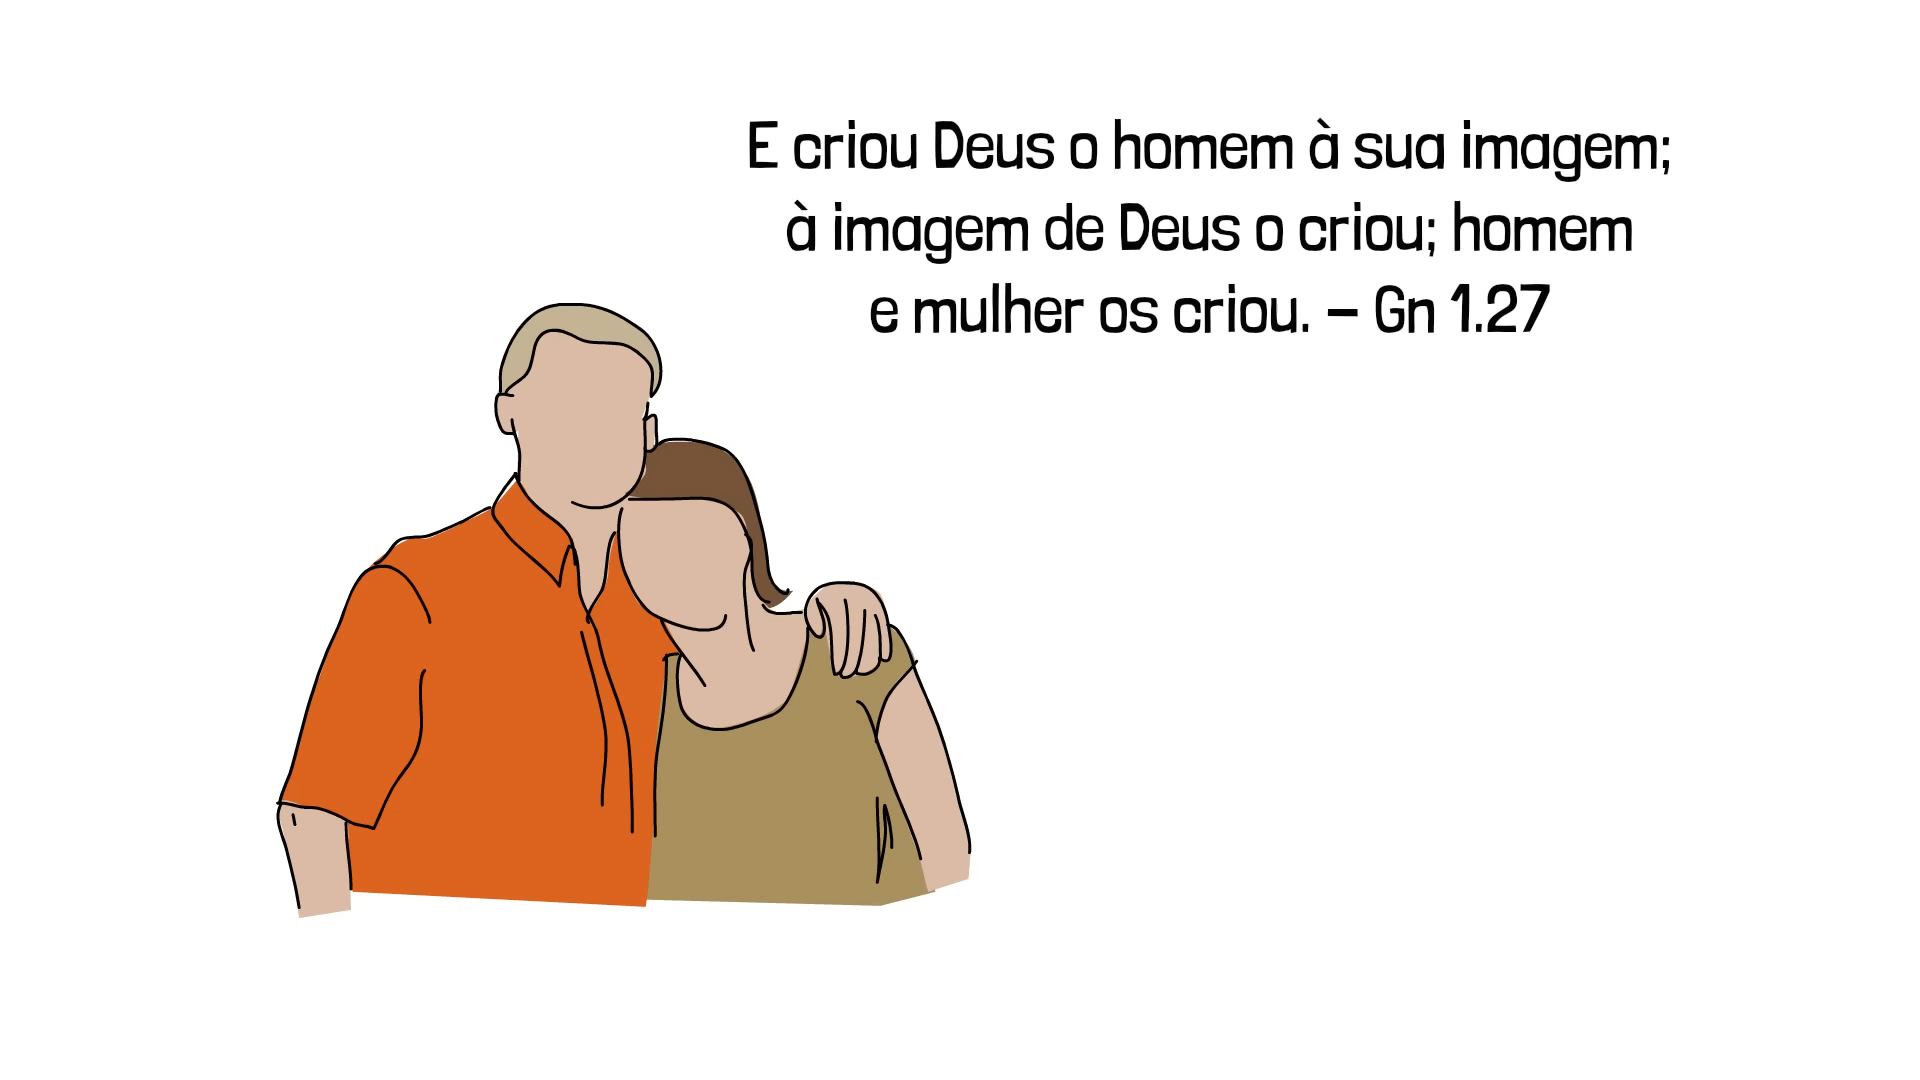 E criou Deus o homem à sua imagem;
à imagem de Deus o criou; homem
e mulher os criou. – Gn 1.27